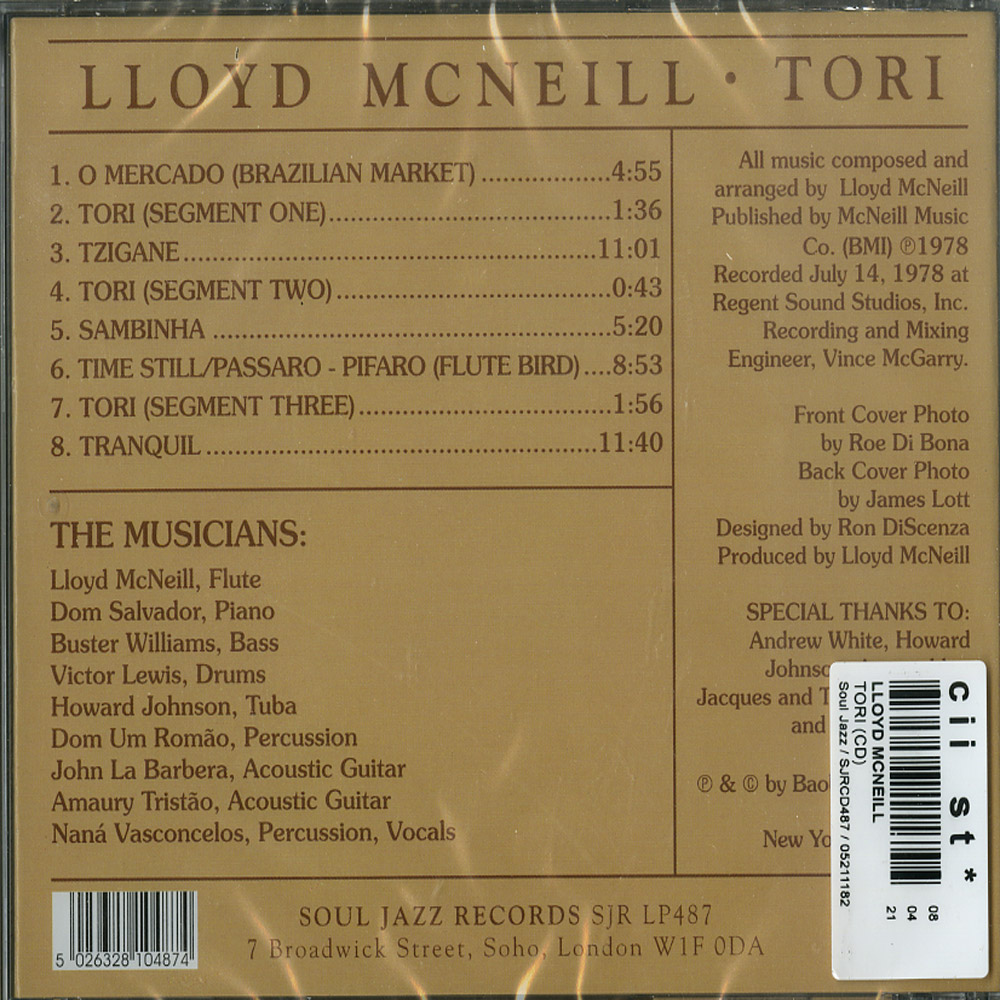 LLOYD MCNEILL · TORI
1. O MERCADO (BRAZILIAN MARKET) ..................4:55
2. TORI (SEGMENT ONE)........................................1:36
3. TZIGANE............................................................11:01
4. TORI (SEGMENT TWO).......................................0:43
5. SAMBINHA .........................................................5:20
6. TIME STILL/PASSARO - PIFARO (FLUTE BIRD)....8:53
7. TORI (SEGMENT THREE)....................................1:56
8. TRANQUIL.........................................................11:40
THE MUSICIANS:
Lloyd McNeill, Flute
Dom Salvador, Piano
Buster Williams, Bass
Victor Lewis, Drums
Howard Johnson, Tuba
Dom Um Romão, Percussion
John La Barbera, Acoustic Guitar
Amaury Tristão, Acoustic Guitar
Naná Vasconcelos, Percussion, Vocals
All music composed and
arranged by Lloyd McNeill
Published by McNeill Music
Co. (BMI) ℗1978
Recorded July 14, 1978 at
Regent Sound Studios, Inc.
Recording and Mixing
Engineer, Vince McGarry.
Front Cover Photo
by Roe Di Bona
Back Cover Photo
by James Lott
Designed by Ron DiScenza
Produced by Lloyd McNeill
SPECIAL THANKS TO:
Andrew White, Howard
Jacques and
and
℗ & © by
New
5 026328 104874
SOUL JAZZ RECORDS SJR LP487
7 Broadwick Street, Soho, London W1F 0DA
cii st*
08
04
21
LLOYD MCNEILL
TORI (CD)
Soul Jazz / SJRCD487 / 05211182